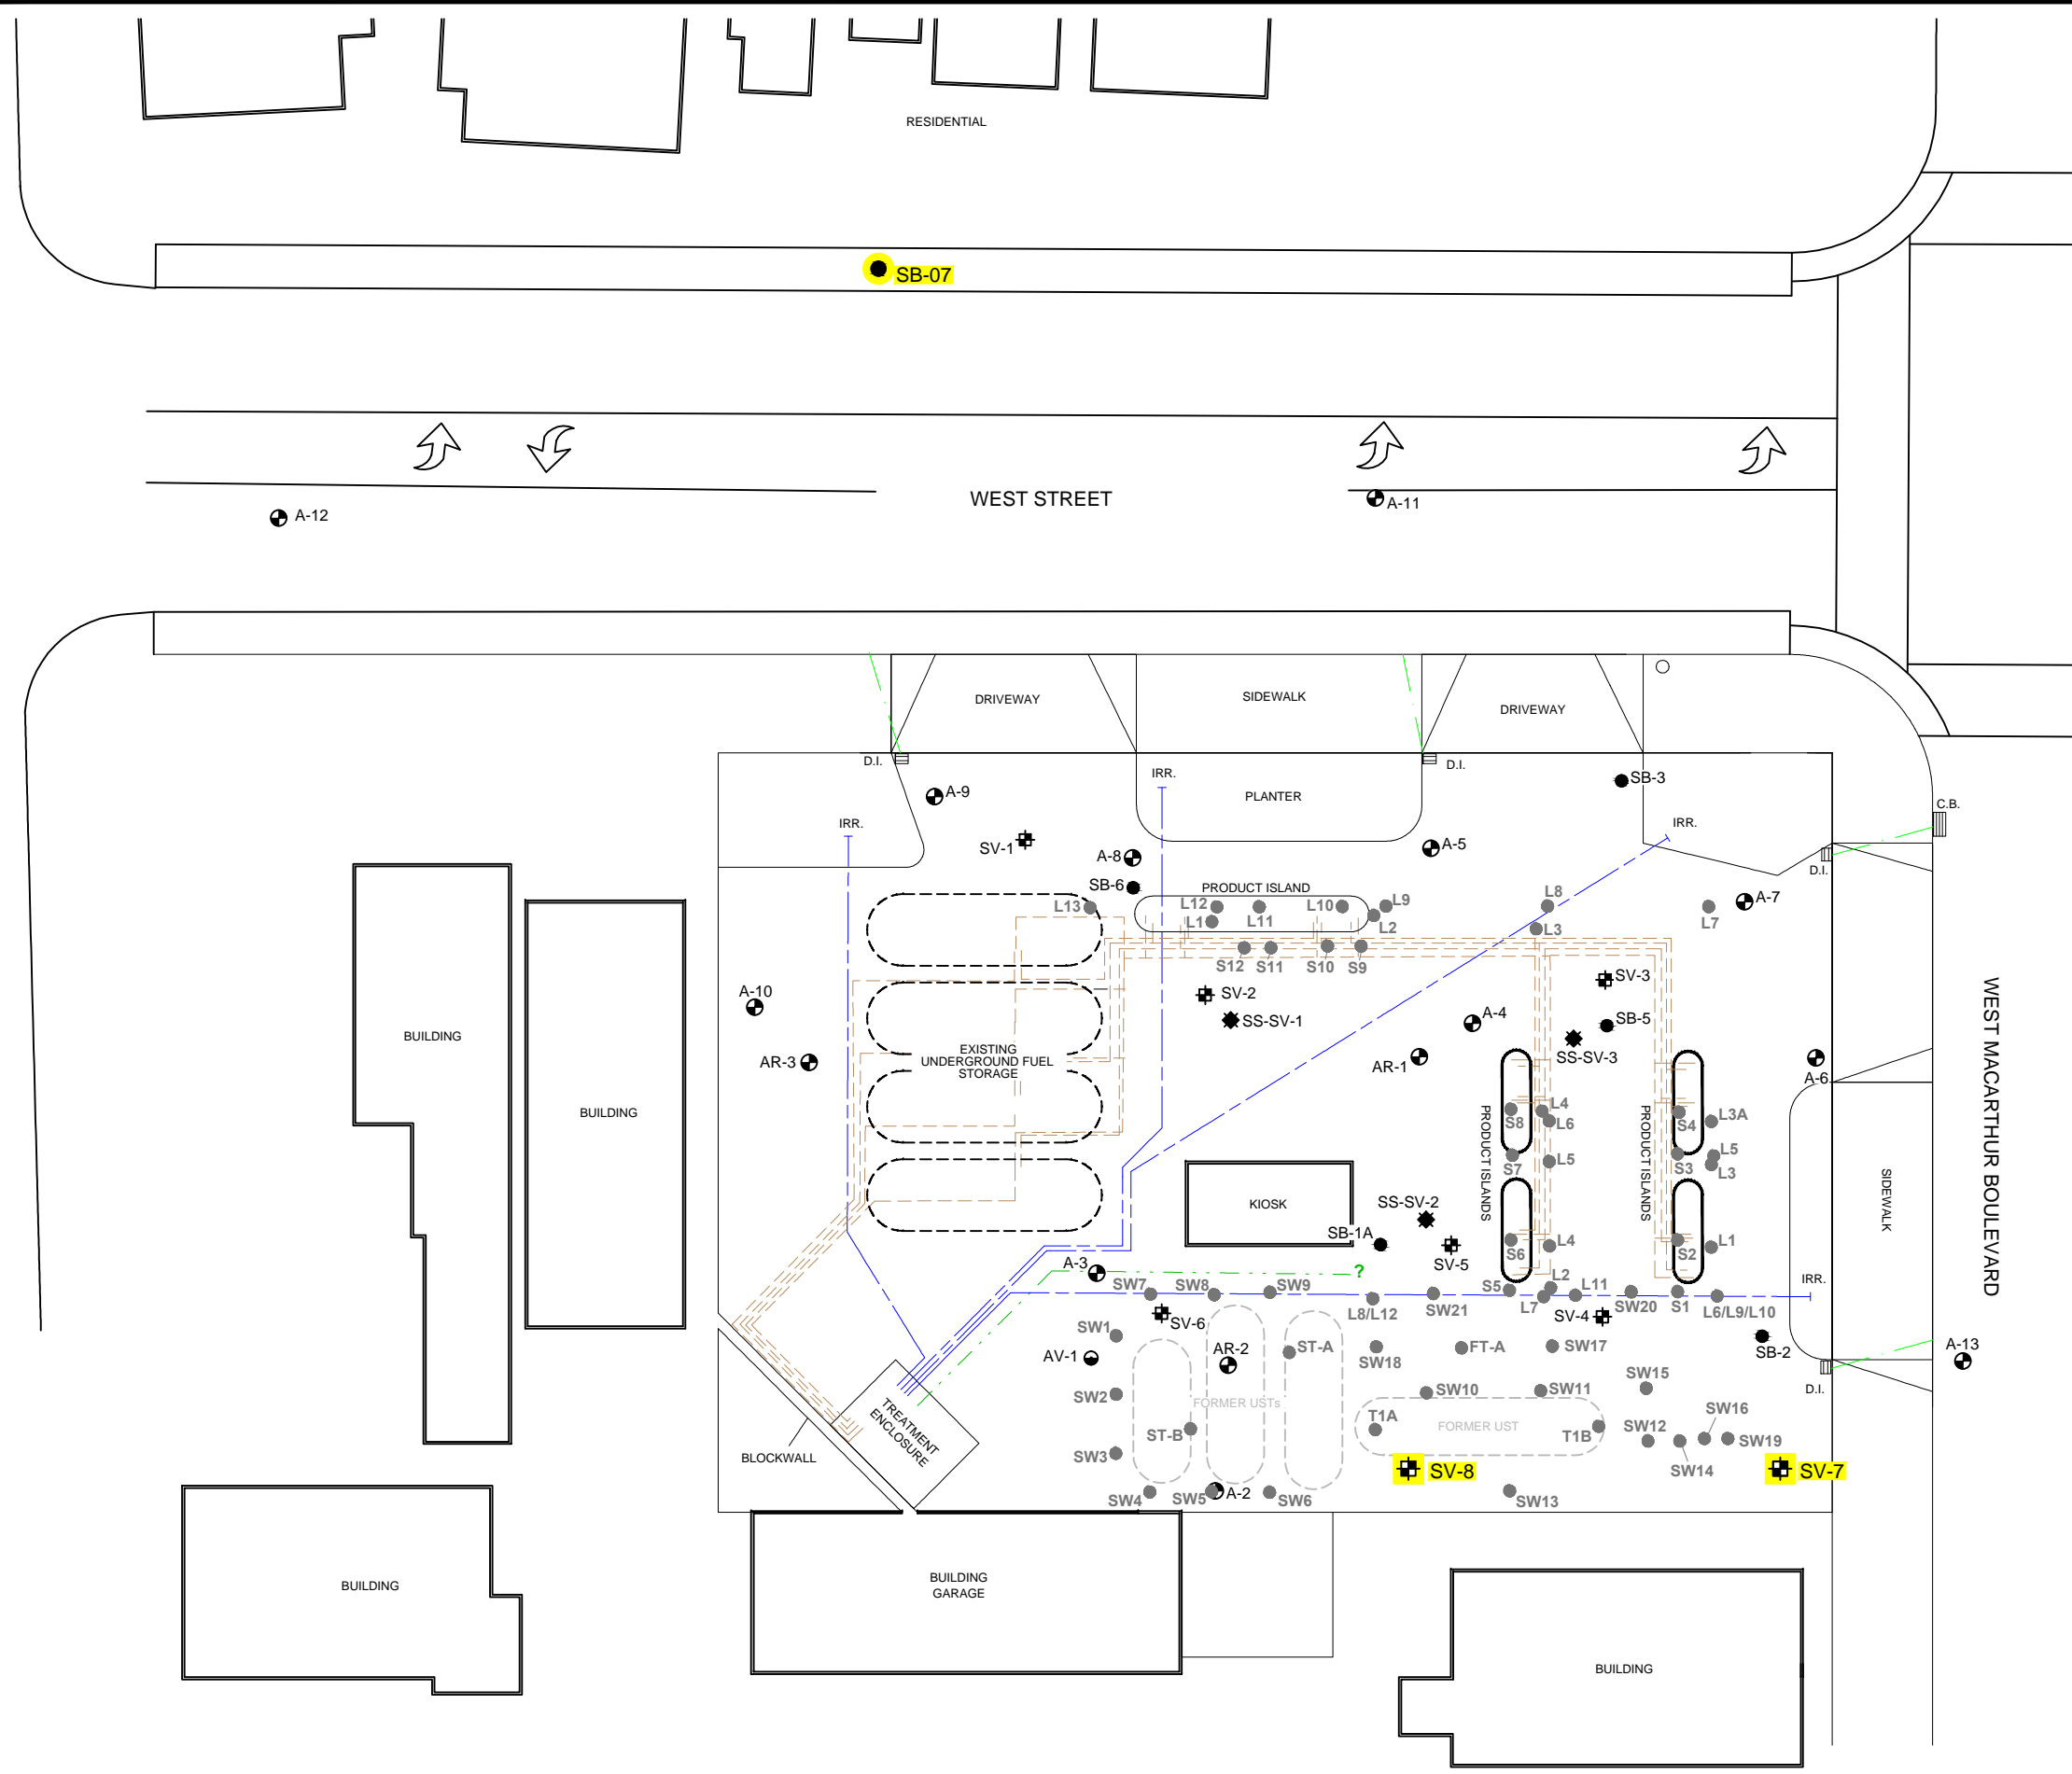 RESIDENTIAL
SB-07
WEST STREET
A-12
A-11
DRIVEWAY
SIDEWALK
DRIVEWAY
D.I.
D.I.
IRR.
SB-3
A-9
PLANTER
C.B.
IRR.
IRR.
SV-1
A-8
A-5
D.I.
SB-6
PRODUCT ISLAND
L13
L12
L11
L10
L9
L8
A-7
L1
L2
L7
L3
S12
S11
S10
S9
SV-3
A-10
SV-2
SS-SV-1
A-4
SB-5
WEST MACARTHUR BOULEVARD
BUILDING
EXISTING
UNDERGROUND FUEL
STORAGE
AR-3
AR-1
SS-SV-3
A-6
BUILDING
PRODUCT ISLANDS
PRODUCT ISLANDS
S8
L4
L6
S4
L3A
S7
L5
S3
L5
L3
KIOSK
SS-SV-2
SIDEWALK
SB-1A
S6
L4
S2
L1
A-3
?
SV-5
SW7
SW8
SW9
S5
L2
L11
IRR.
L8/L12
SW21
L7
SV-4
SW20
S1
L6/L9/L10
SV-6
SW1
AV-1
AR-2
ST-A
SW18
FT-A
SW17
SB-2
A-13
SW2
FORMER USTs
SW10
SW11
SW15
D.I.
TREATMENT
ENCLOSURE
ST-B
T1A
FORMER UST
T1B
SW12
SW16
SW19
BLOCKWALL
SW3
SW14
SV-8
SV-7
SW4
SW5
A-2
SW6
SW13
BUILDING
BUILDING
GARAGE
BUILDING